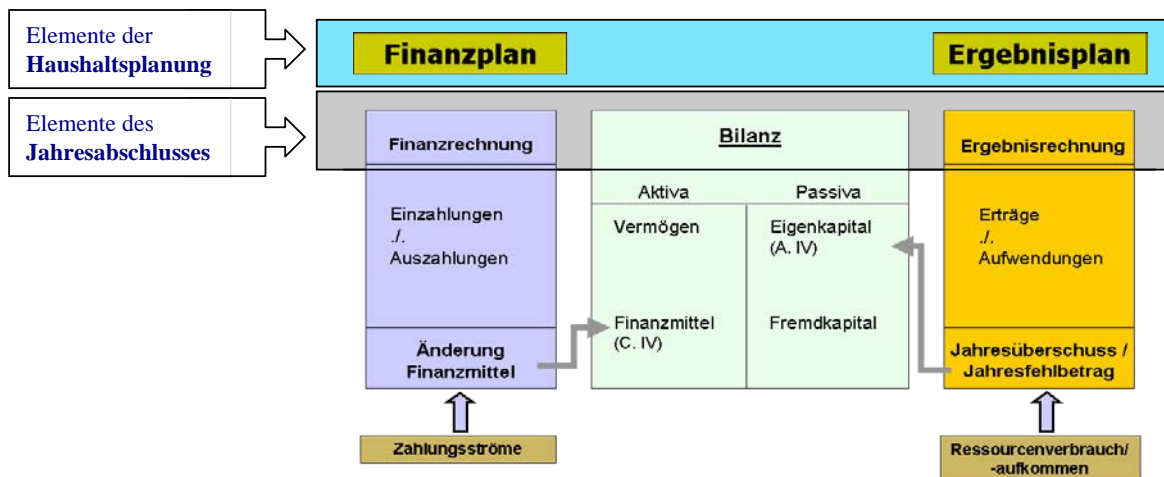 Elemente der
Haushaltsplanung
Finanzplan
Ergebnisplan
Elemente des
Jahresabschlusses
Finanzrechnung
Einzahlungen
./.
Auszahlungen
Änderung
Finanzmittel
Zahlungsströme
Bilanz
Aktiva
Passiva
Vermögen
Finanzmittel
(C. IV)
Eigenkapital
(A. IV)
Fremdkapital
Ergebnisrechnung
Erträge
./.
Aufwendungen
Jahresüberschuss /
Jahresfehlbetrag
Ressourcenverbrauch/
-aufkommen